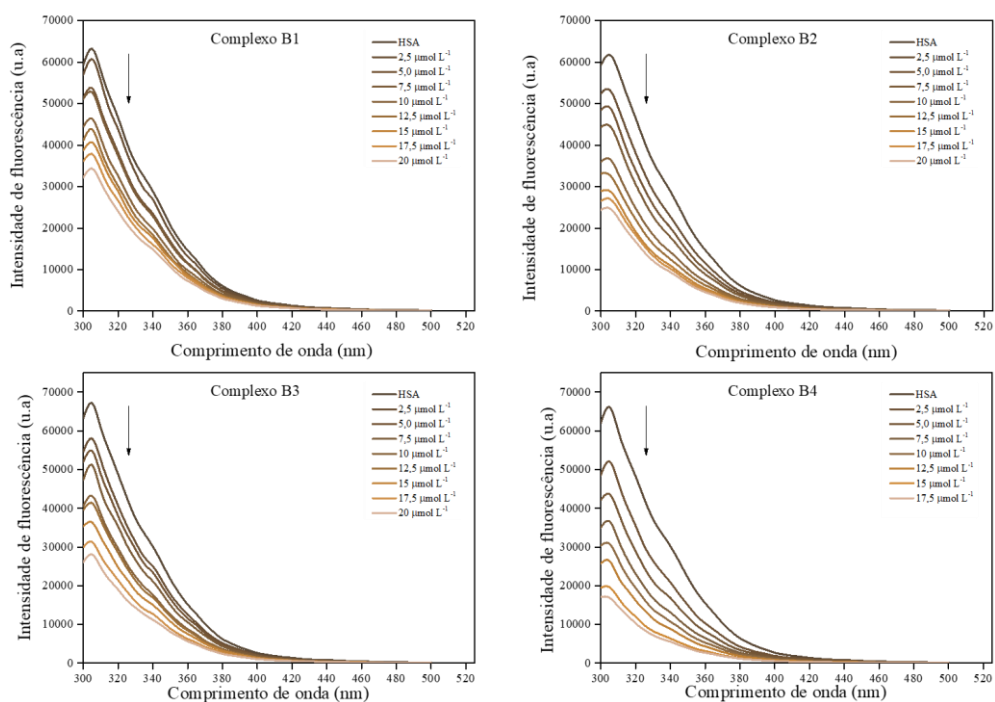 Complexo B1
Intensidade de fluorescência (u.a)
70000
60000
50000
40000
30000
20000
10000
0
300 320 340 360 380 400 420 440 460 480 500 520
Comprimento de onda (nm)
HSA
2,5 µmol L⁻¹
5,0 µmol L⁻¹
7,5 µmol L⁻¹
10 µmol L⁻¹
12,5 µmol L⁻¹
15 µmol L⁻¹
17,5 µmol L⁻¹
20 µmol L⁻¹
Complexo B2
Intensidade de fluorescência (u.a)
70000
60000
50000
40000
30000
20000
10000
0
300 320 340 360 380 400 420 440 460 480 500 520
Comprimento de onda (nm)
HSA
2,5 µmol L⁻¹
5,0 µmol L⁻¹
7,5 µmol L⁻¹
10 µmol L⁻¹
12,5 µmol L⁻¹
15 µmol L⁻¹
17,5 µmol L⁻¹
20 µmol L⁻¹
Complexo B3
Intensidade de fluorescência (u.a)
70000
60000
50000
40000
30000
20000
10000
0
300 320 340 360 380 400 420 440 460 480 500 520
Comprimento de onda (nm)
HSA
2,5 µmol L⁻¹
5,0 µmol L⁻¹
7,5 µmol L⁻¹
10 µmol L⁻¹
12,5 µmol L⁻¹
15 µmol L⁻¹
17,5 µmol L⁻¹
20 µmol L⁻¹
Complexo B4
Intensidade de fluorescência (u.a)
70000
60000
50000
40000
30000
20000
10000
0
300 320 340 360 380 400 420 440 460 480 500 520
Comprimento de onda (nm)
HSA
2,5 µmol L⁻¹
5,0 µmol L⁻¹
7,5 µmol L⁻¹
10 µmol L⁻¹
12,5 µmol L⁻¹
15 µmol L⁻¹
17,5 µmol L⁻¹